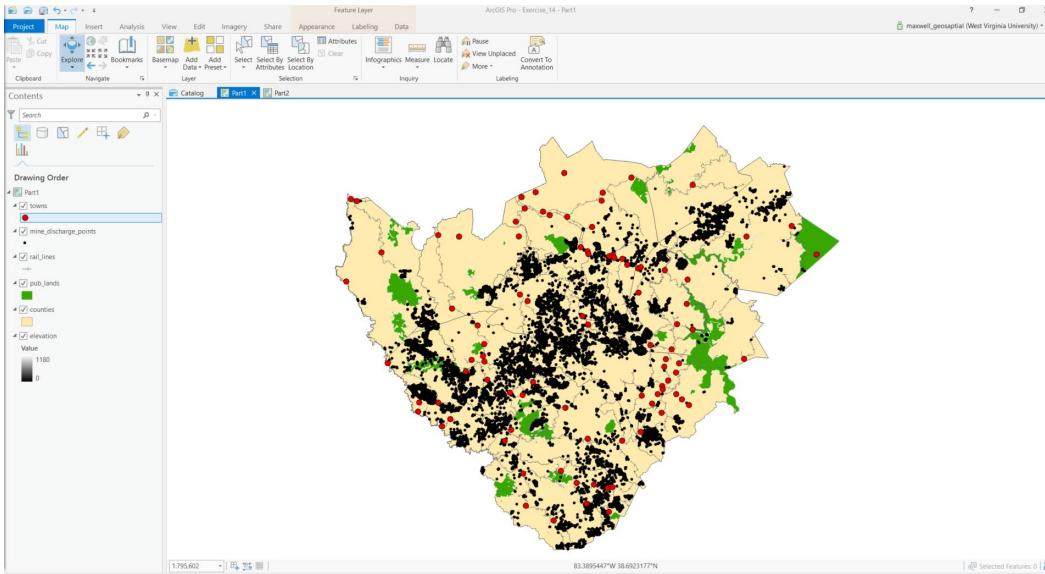 Feature Layer
ArcGIS Pro - Exercise_14 - Part1
?
Project Map Insert Analysis View Edit Imagery Share Appearance Labeling Data
maxwell_geosaptial (West Virginia University)
Paste
Cut
Copy
Clipboard
Explore
Bookmarks
Navigate
Basemap
Add Data
Add Preset
Layer
Select
Select By Attributes
Select By Location
Attributes
Clear
Selection
Infographics
Measure
Locate
Inquiry
Pause
View Unplaced
More
Convert To Annotation
Labeling
Contents
Catalog
Part1
Part2
Search
Drawing Order
Part1
towns
mine_discharge_points
rail_lines
pub_lands
counties
elevation
Value
1180
0
1:795,602
83.3895447°W 38.6923177°N
Selected Features: 0